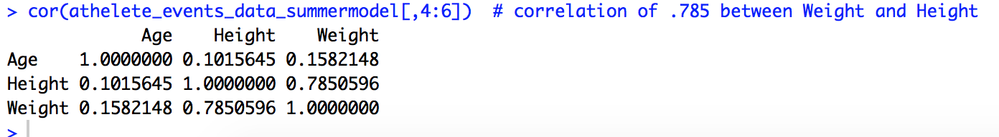 > cor(athelete_events_data_summermodel[,4:6])  # correlation of .785 between Weight and Height
             Age    Height    Weight
Age    1.0000000 0.1015645 0.1582148
Height 0.1015645 1.0000000 0.7850596
Weight 0.1582148 0.7850596 1.0000000
>